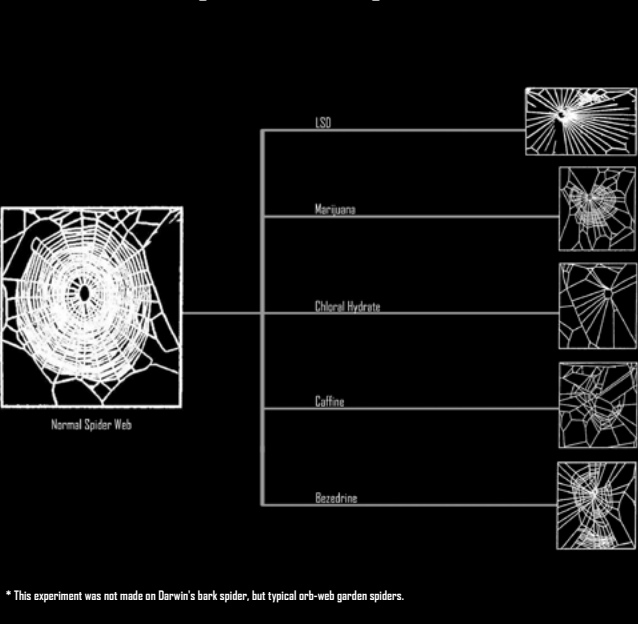 LSD
Marijuana
Chloral Hydrate
Caffine
Normal Spider Web
Bezedrine
* This experiment was not made on Darwin's bark spider, but typical orb-web garden spiders.